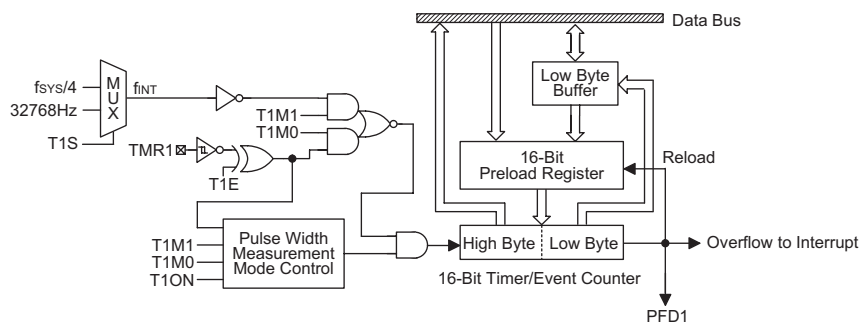 Data Bus
Low Byte
Buffer
fSYS/4
32768Hz
MUX
fINT
T1S
T1M1
T1M0
TMR1
T1E
16-Bit
Preload Register
Reload
T1M1
T1M0
T1ON
Pulse Width
Measurement
Mode Control
High Byte
Low Byte
Overflow to Interrupt
16-Bit Timer/Event Counter
PFD1